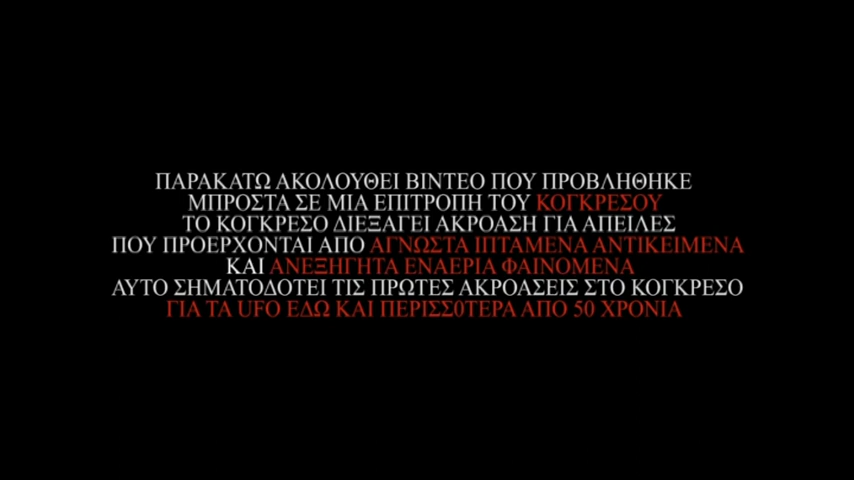 ΠΑΡΑΚΑΤΩ ΑΚΟΛΟΥΘΕΙ ΒΙΝΤΕΟ ΠΟΥ ΠΡΟΒΛΗΘΗΚΕ
ΜΠΡΟΣΤΑ ΣΕ ΜΙΑ ΕΠΙΤΡΟΠΗ ΤΟΥ ΚΟΓΚΡΕΣΟΥ
ΤΟ ΚΟΓΚΡΕΣΟ ΔΙΕΞΑΓΕΙ ΑΚΡΟΑΣΗ ΓΙΑ ΑΠΕΙΛΕΣ
ΠΟΥ ΠΡΟΕΡΧΟΝΤΑΙ ΑΠΟ ΑΓΝΩΣΤΑ ΙΠΤΑΜΕΝΑ ΑΝΤΙΚΕΙΜΕΝΑ
ΚΑΙ ΑΝΕΞΗΓΗΤΑ ΕΝΑΕΡΙΑ ΦΑΙΝΟΜΕΝΑ
ΑΥΤΟ ΣΗΜΑΤΟΔΟΤΕΙ ΤΙΣ ΠΡΩΤΕΣ ΑΚΡΟΑΣΕΙΣ ΣΤΟ ΚΟΓΚΡΕΣΟ
ΓΙΑ ΤΑ UFO ΕΔΩ ΚΑΙ ΠΕΡΙΣΣ0ΤΕΡΑ ΑΠΟ 50 ΧΡΟΝΙΑ